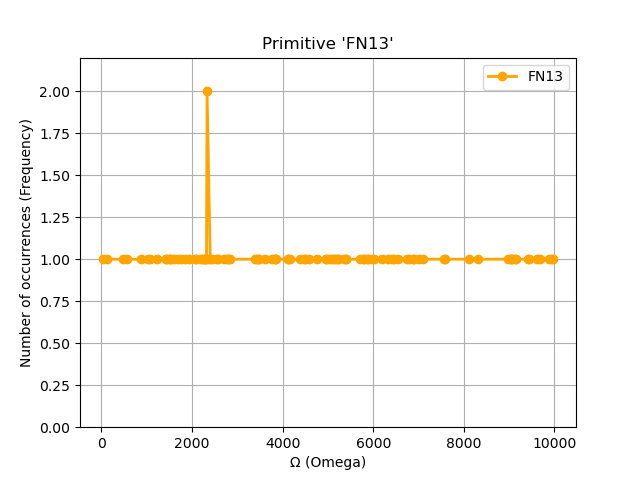 Primitive 'FN13'
FN13
2.00
1.75
1.50
1.25
1.00
0.75
0.50
0.25
0.00
Number of occurrences (Frequency)
0 2000 4000 6000 8000 10000
Ω (Omega)